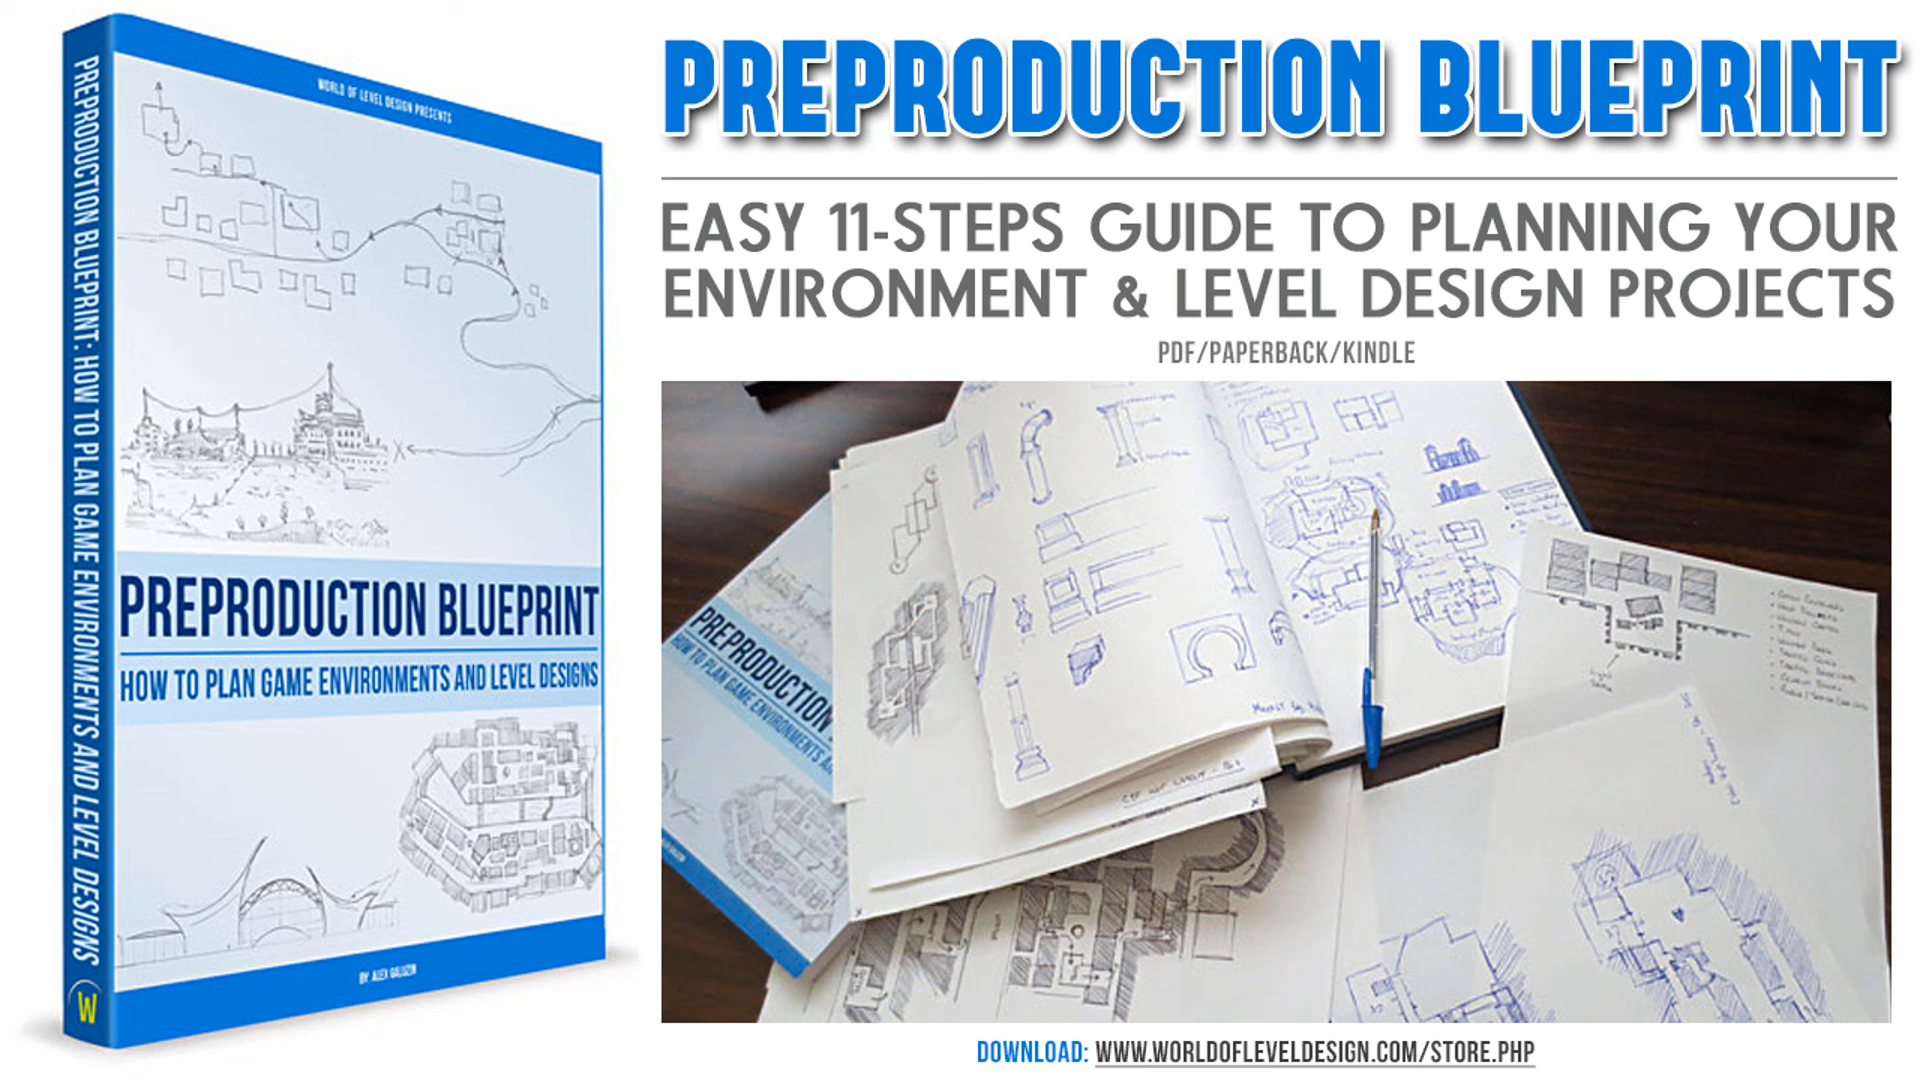 WORLD OF LEVEL DESIGN PRESENTS
PREPRODUCTION BLUEPRINT: HOW TO PLAN GAME ENVIRONMENTS AND LEVEL DESIGNS
W
PREPRODUCTION BLUEPRINT
HOW TO PLAN GAME ENVIRONMENTS AND LEVEL DESIGNS
BY ALEX GALUZIN
PREPRODUCTION BLUEPRINT
EASY 11-STEPS GUIDE TO PLANNING YOUR
ENVIRONMENT & LEVEL DESIGN PROJECTS
PDF/PAPERBACK/KINDLE
PREPRODUCTION
HOW TO PLAN GAME ENVIRONMENTS
DOWNLOAD: WWW.WORLDOFLEVELDESIGN.COM/STORE.PHP